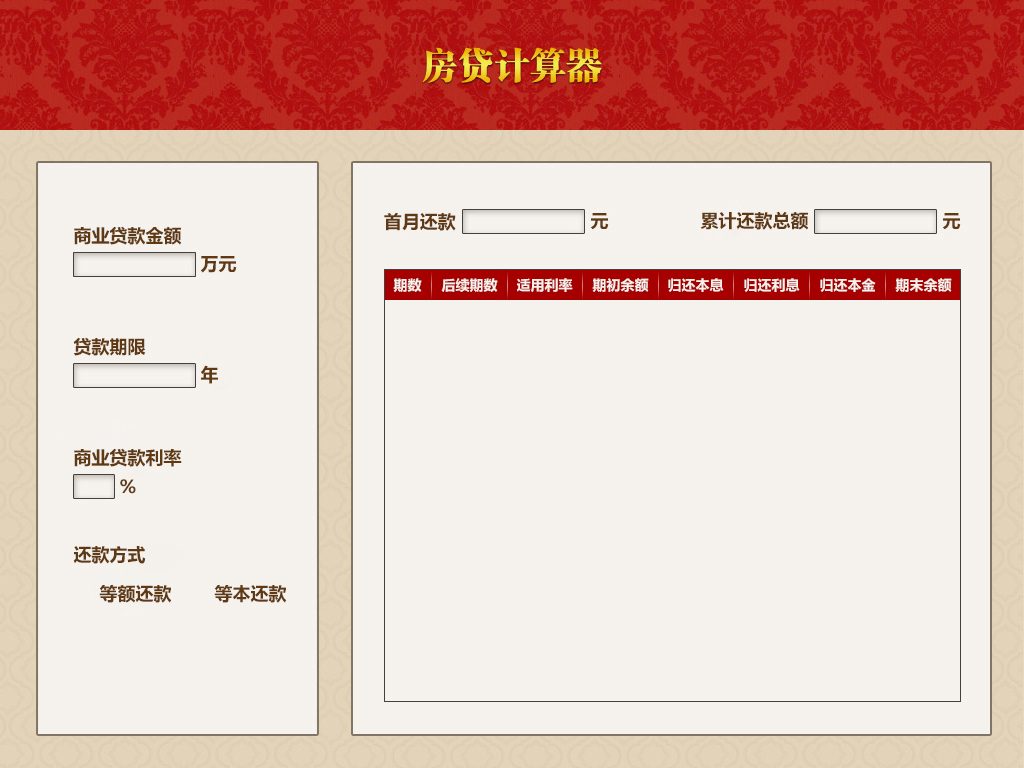 房贷计算器
商业贷款金额
万元
贷款期限
年
商业贷款利率
%
还款方式
等额还款 等本还款
首月还款 元 累计还款总额 元
期数 后续期数 适用利率 期初余额 归还本息 归还利息 归还本金 期末余额